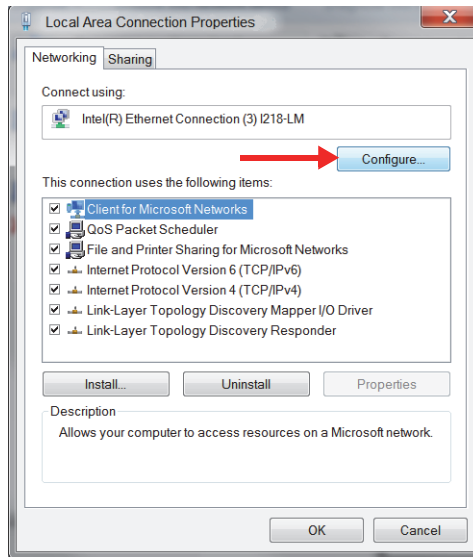 Local Area Connection Properties
Networking
Sharing
Connect using:
Intel(R) Ethernet Connection (3) I218-LM
Configure...
This connection uses the following items:
Client for Microsoft Networks
QoS Packet Scheduler
File and Printer Sharing for Microsoft Networks
Internet Protocol Version 6 (TCP/IPv6)
Internet Protocol Version 4 (TCP/IPv4)
Link-Layer Topology Discovery Mapper I/O Driver
Link-Layer Topology Discovery Responder
Install...
Uninstall
Properties
Description
Allows your computer to access resources on a Microsoft network.
OK
Cancel